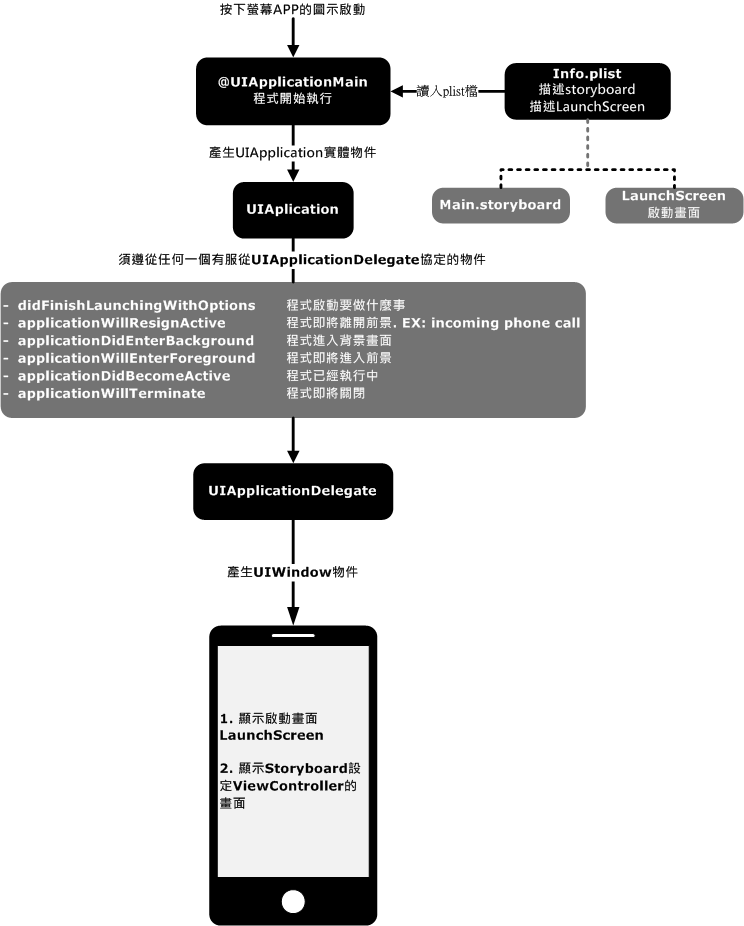 按下螢幕APP的圖示啟動
@UIApplicationMain
程式開始執行
讀入plist檔
Info.plist
描述storyboard
描述LaunchScreen
產生UIApplication實體物件
Main.storyboard
LaunchScreen
啟動畫面
UIAplication
須遵從任何一個有服從UIApplicationDelegate協定的物件
- didFinishLaunchingWithOptions 程式啟動要做什麼事
- applicationWillResignActive 程式即將離開前景. EX: incoming phone call
- applicationDidEnterBackground 程式進入背景畫面
- applicationWillEnterForeground 程式即將進入前景
- applicationDidBecomeActive 程式已經執行中
- applicationWillTerminate 程式即將關閉
UIApplicationDelegate
產生UIWindow物件
1. 顯示啟動畫面
LaunchScreen
2. 顯示Storyboard設
定ViewController的
畫面